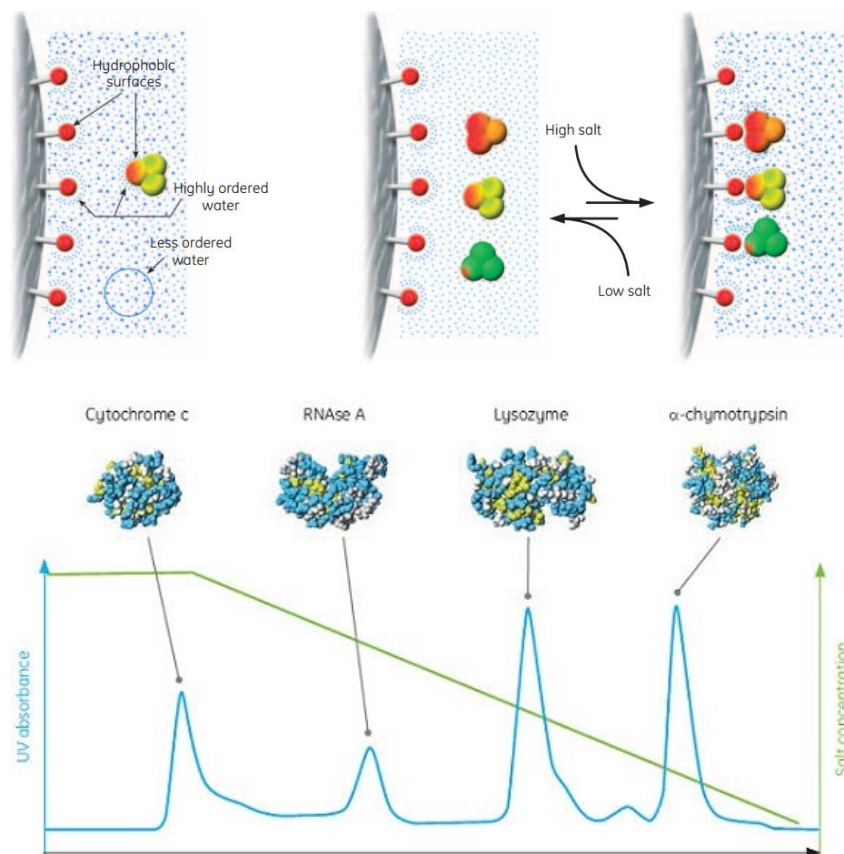 Hydrophobic
surfaces
Highly ordered
water
Less ordered
water
High salt
Low salt
Cytochrome c
RNAse A
Lysozyme
α-chymotrypsin
UV absorbance
Salt concentration